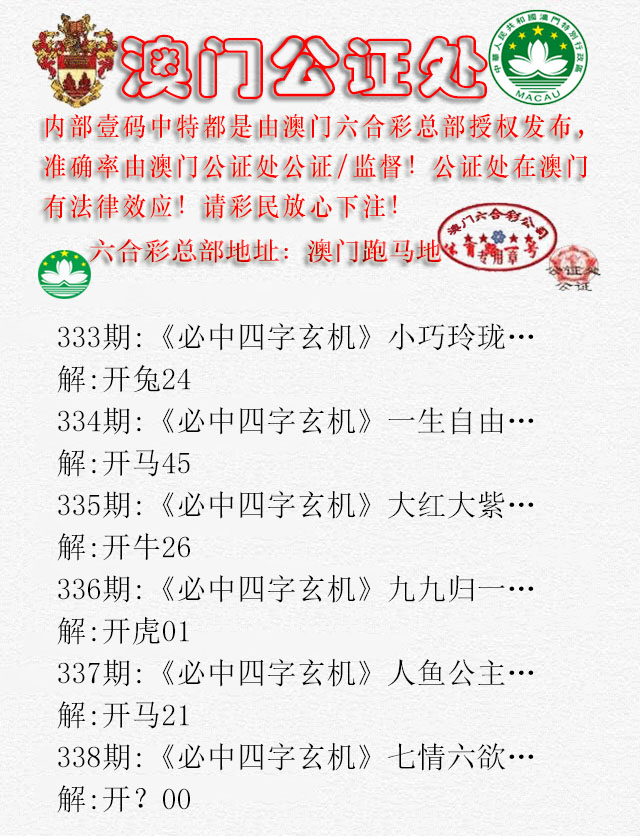 澳门公证处
中華人民共和國澳門特別行政區
MACAU
内部壹码中特都是由澳门六合彩总部授权发布，
准确率由澳门公证处公证/监督！公证处在澳门
有法律效应！请彩民放心下注！
六合彩总部地址：澳门跑马地
澳门六合彩公司
专用章
公证处
公证
333期:《必中四字玄机》小巧玲珑…
解:开兔24
334期:《必中四字玄机》一生自由…
解:开马45
335期:《必中四字玄机》大红大紫…
解:开牛26
336期:《必中四字玄机》九九归一…
解:开虎01
337期:《必中四字玄机》人鱼公主…
解:开马21
338期:《必中四字玄机》七情六欲…
解:开？00